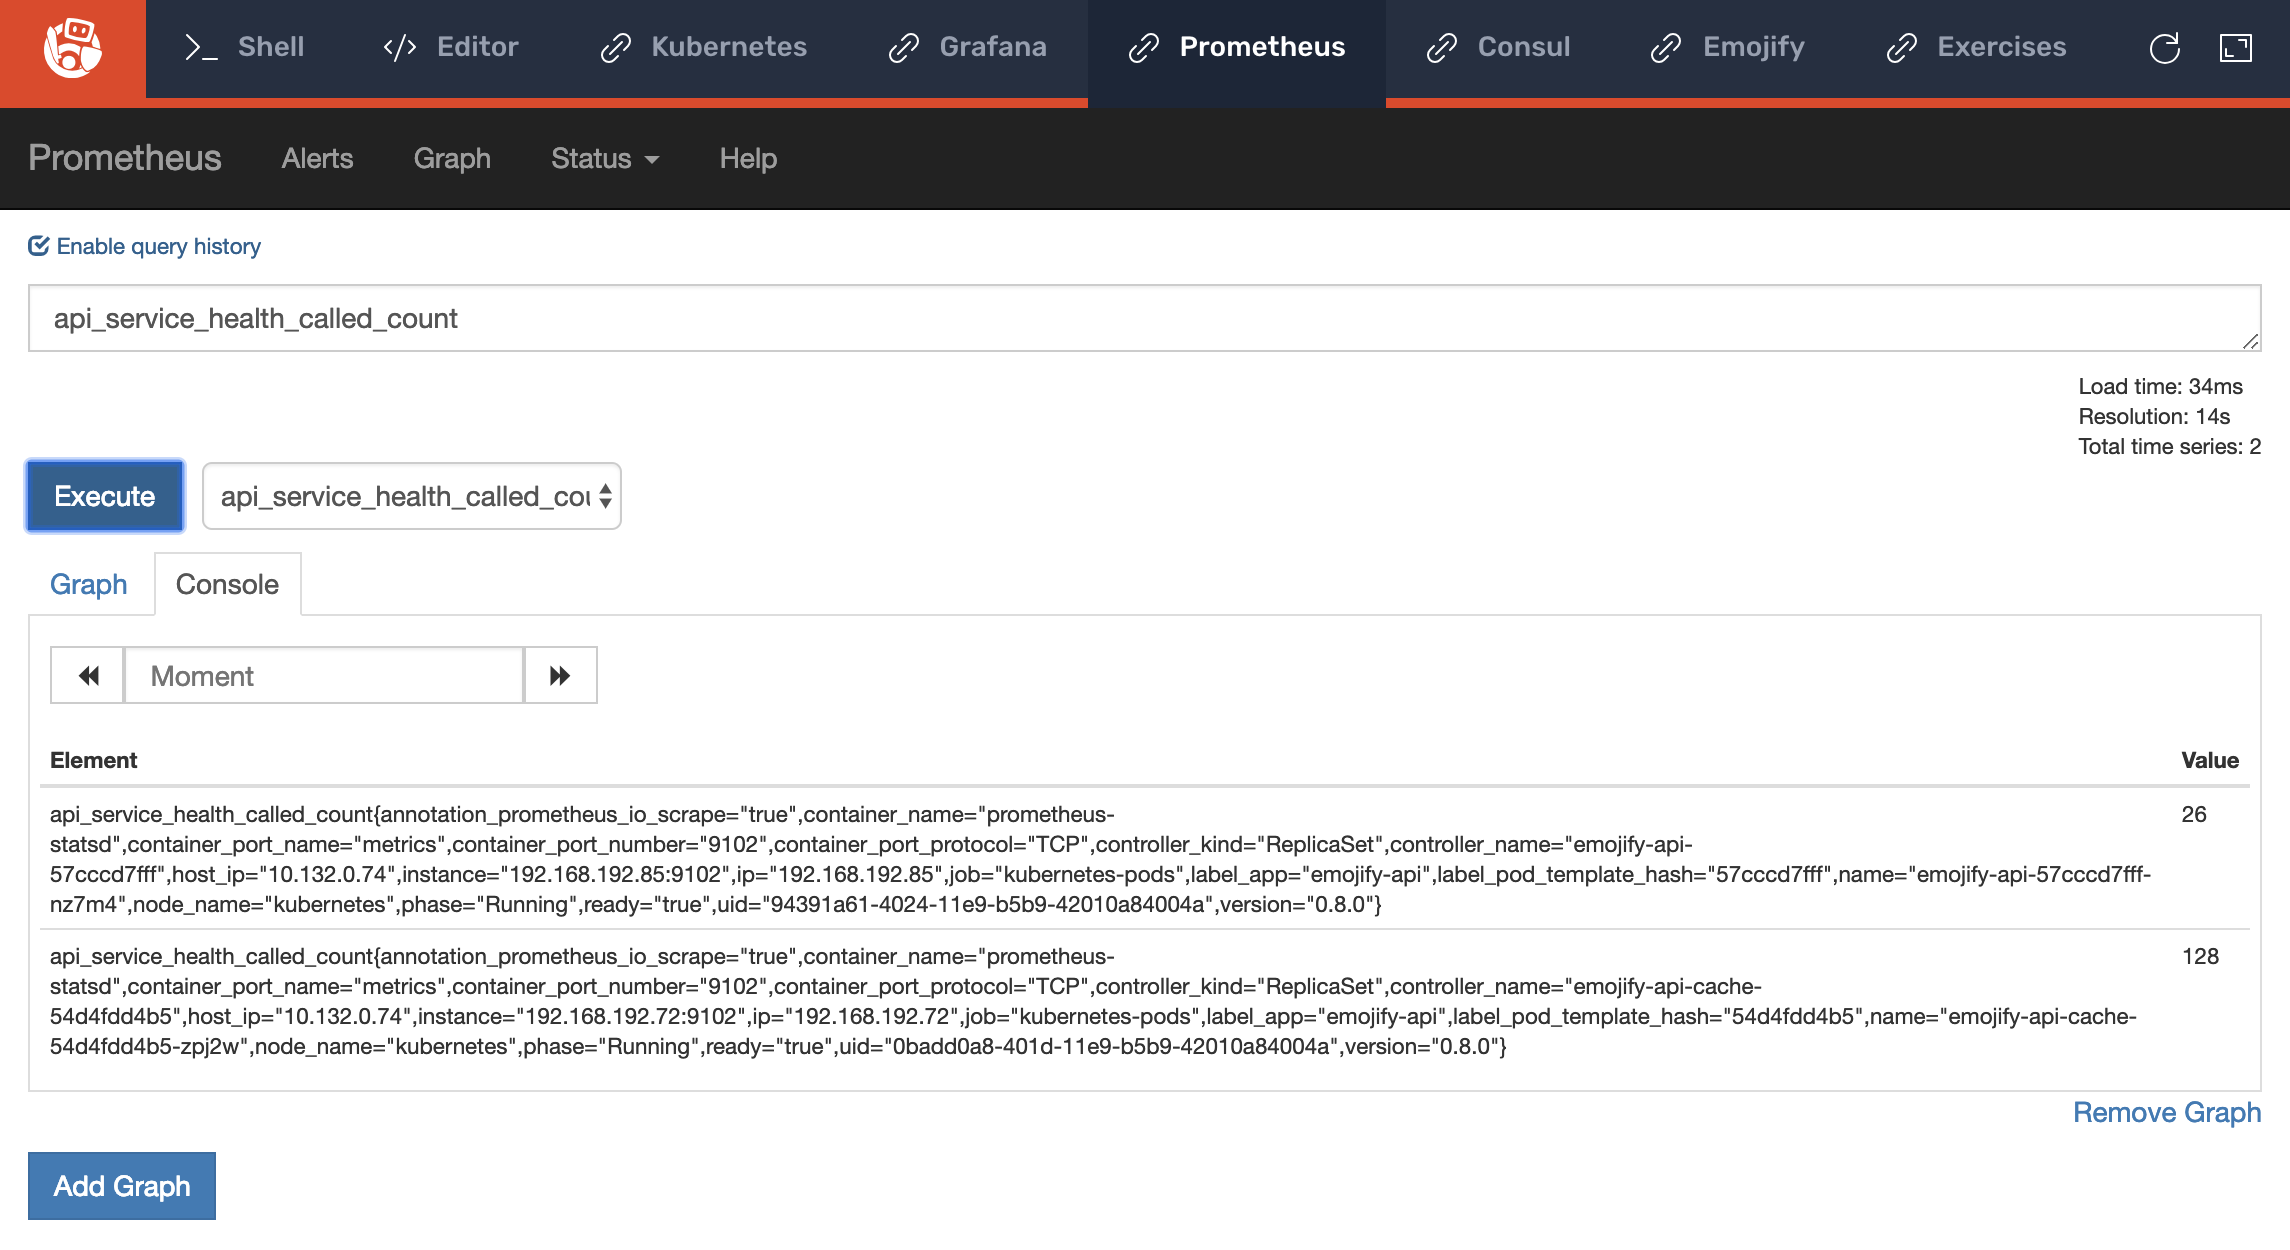 >_ Shell </> Editor Kubernetes Grafana Prometheus Consul Emojify Exercises
Prometheus Alerts Graph Status Help
Enable query history
api_service_health_called_count
Load time: 34ms
Resolution: 14s
Total time series: 2
Execute api_service_health_called_cou
Graph Console
Moment
Element Value
api_service_health_called_count{annotation_prometheus_io_scrape="true",container_name="prometheus- 26
statsd",container_port_name="metrics",container_port_number="9102",container_port_protocol="TCP",controller_kind="ReplicaSet",controller_name="emojify-api-
57cccd7fff",host_ip="10.132.0.74",instance="192.168.192.85:9102",ip="192.168.192.85",job="kubernetes-pods",label_app="emojify-api",label_pod_template_hash="57cccd7fff",name="emojify-api-57cccd7fff-
nz7m4",node_name="kubernetes",phase="Running",ready="true",uid="94391a61-4024-11e9-b5b9-42010a84004a",version="0.8.0"}
api_service_health_called_count{annotation_prometheus_io_scrape="true",container_name="prometheus- 128
statsd",container_port_name="metrics",container_port_number="9102",container_port_protocol="TCP",controller_kind="ReplicaSet",controller_name="emojify-api-cache-
54d4fdd4b5",host_ip="10.132.0.74",instance="192.168.192.72:9102",ip="192.168.192.72",job="kubernetes-pods",label_app="emojify-api",label_pod_template_hash="54d4fdd4b5",name="emojify-api-cache-
54d4fdd4b5-zpj2w",node_name="kubernetes",phase="Running",ready="true",uid="0badd0a8-401d-11e9-b5b9-42010a84004a",version="0.8.0"}
Remove Graph
Add Graph